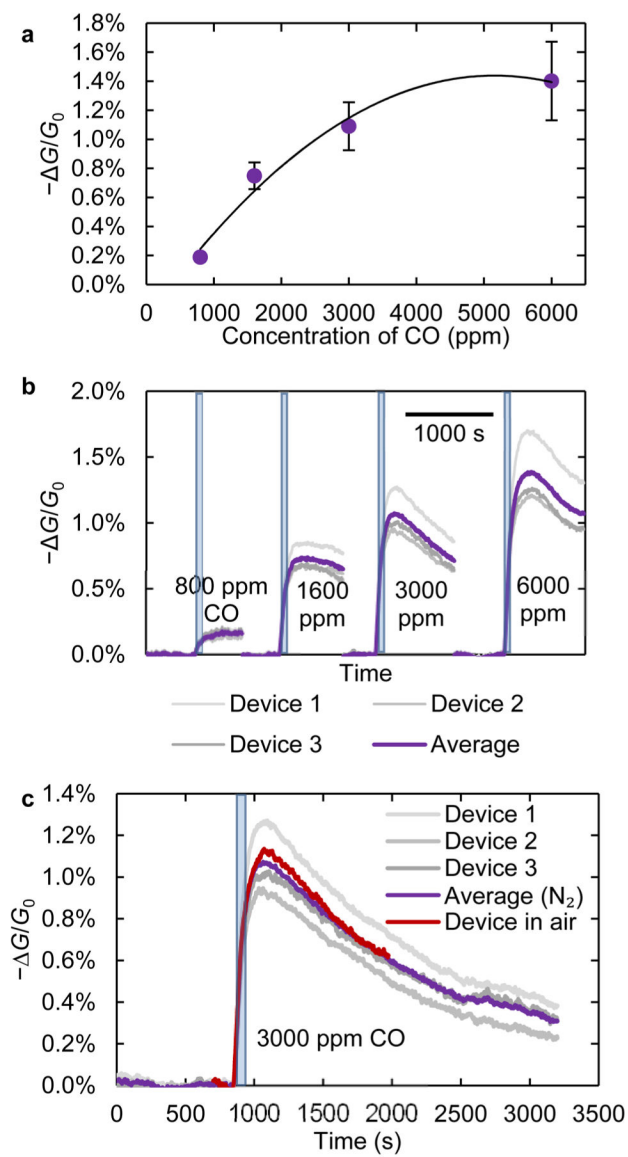 a
1.8%
1.6%
1.4%
1.2%
1.0%
0.8%
0.6%
0.4%
0.2%
0.0%
−ΔG/G0
0 1000 2000 3000 4000 5000 6000
Concentration of CO (ppm)
b
2.0%
1.5%
1.0%
0.5%
0.0%
−ΔG/G0
1000 s
800 ppm
CO
1600
ppm
3000
ppm
6000
ppm
Time
Device 1 Device 2
Device 3 Average
c
1.4%
1.2%
1.0%
0.8%
0.6%
0.4%
0.2%
0.0%
−ΔG/G0
Device 1
Device 2
Device 3
Average (N2)
Device in air
3000 ppm CO
0 500 1000 1500 2000 2500 3000 3500
Time (s)